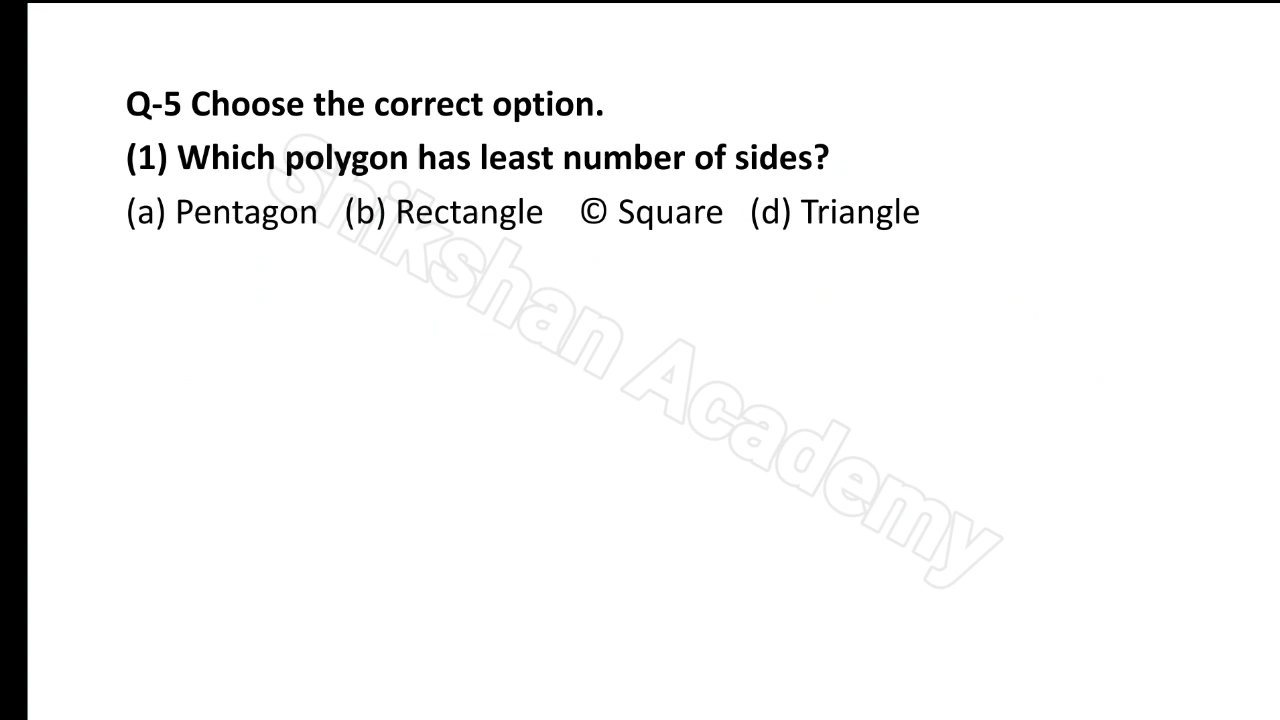 Q-5 Choose the correct option.
(1) Which polygon has least number of sides?
(a) Pentagon (b) Rectangle © Square (d) Triangle
Shikshan Academy